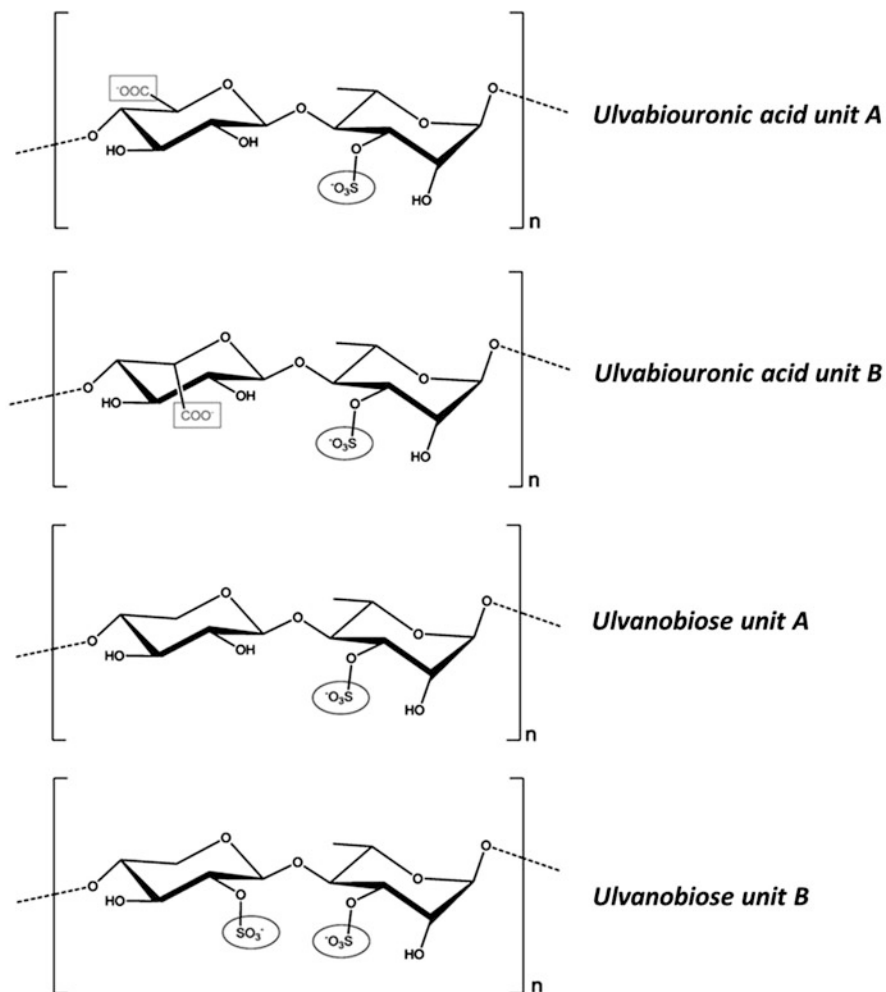 ⁻OOC
O
O
O
O
O
HO
OH
O
⁻O₃S
HO
n
Ulvabiouronic acid unit A
O
O
O
O
O
HO
OH
COO⁻
O
⁻O₃S
HO
n
Ulvabiouronic acid unit B
O
O
O
O
O
HO
OH
O
⁻O₃S
HO
n
Ulvanobiose unit A
O
O
O
O
O
HO
O
SO₃⁻
O
⁻O₃S
HO
n
Ulvanobiose unit B